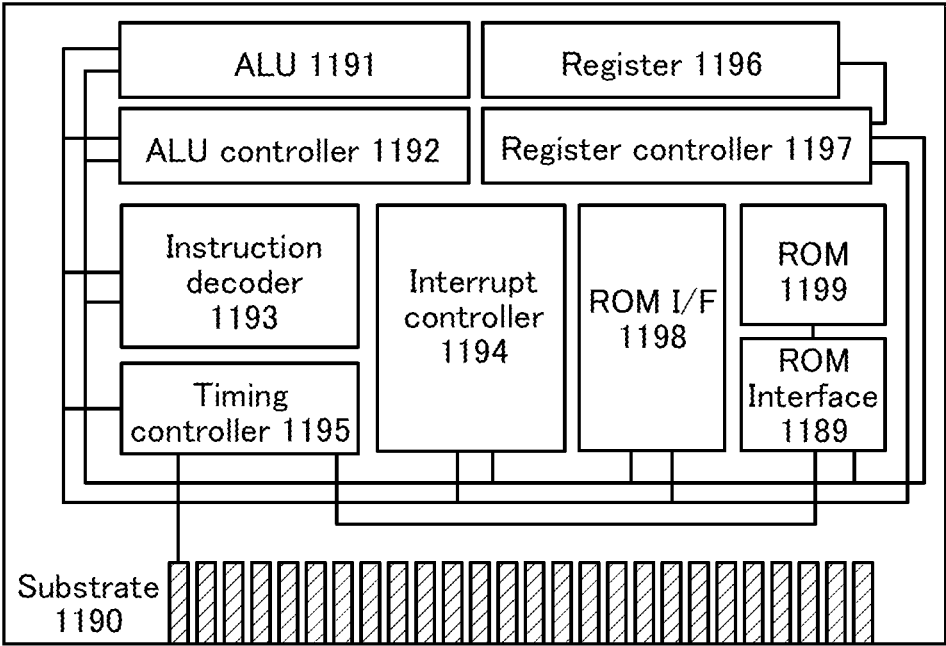 ALU 1191
Register 1196
ALU controller 1192
Register controller 1197
Instruction
decoder
1193
Interrupt
controller
1194
ROM I/F
1198
ROM
1199
Timing
controller 1195
ROM
Interface
1189
Substrate
1190